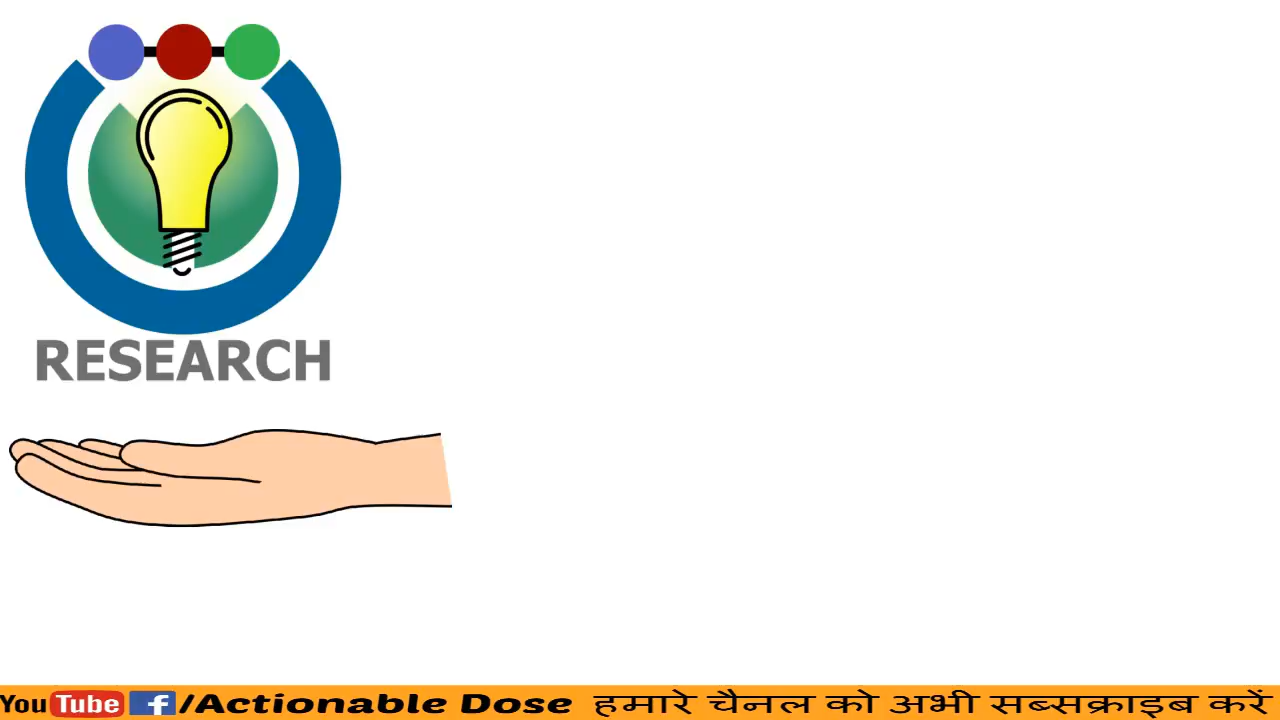 RESEARCH
YouTube f/Actionable Dose हमारे चैनल को अभी सब्सक्राइब करें